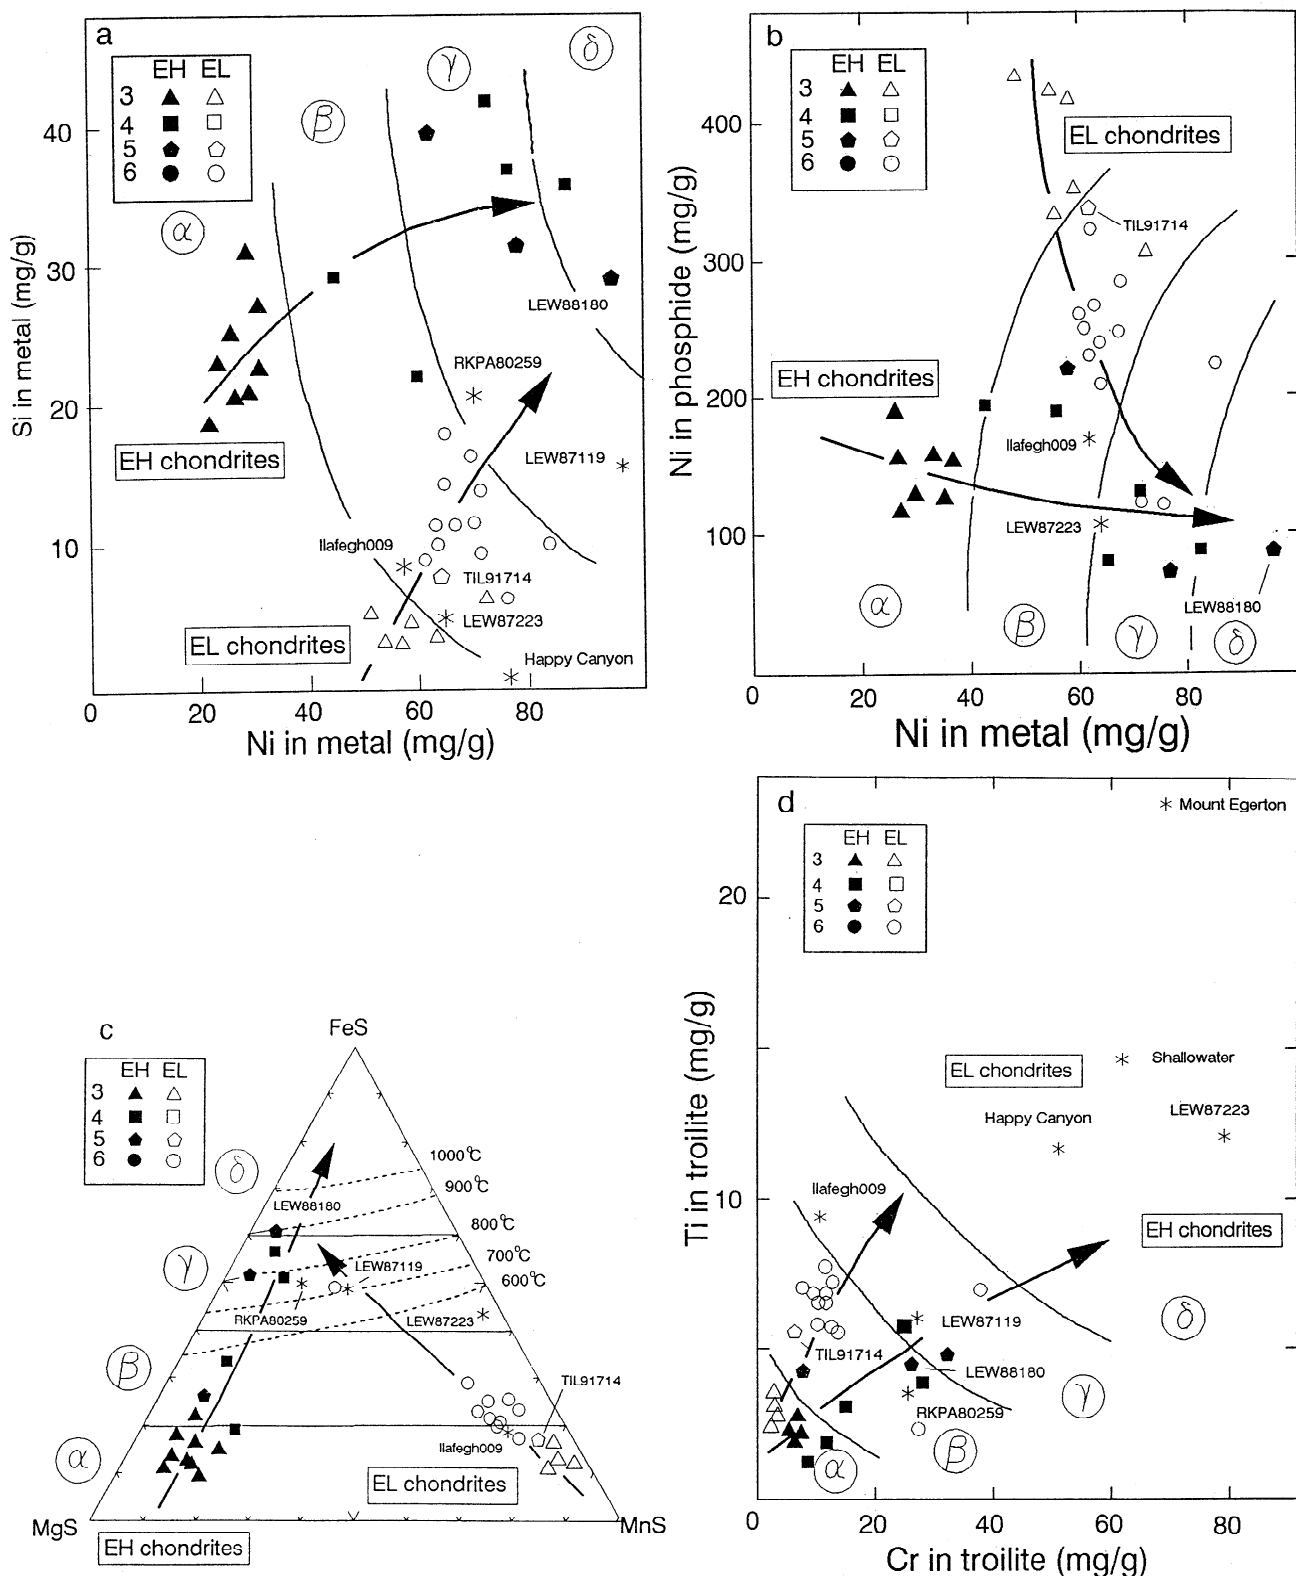 a
EH EL
3
4
5
6
α
β
γ
δ
40
30
20
10
Si in metal (mg/g)
LEW88180
RKPA80259
LEW87119
EH chondrites
Ilafegh009
TIL91714
LEW87223
EL chondrites
Happy Canyon
0 20 40 60 80
Ni in metal (mg/g)
b
EH EL
3
4
5
6
EL chondrites
400
300
200
100
Ni in phosphide (mg/g)
TIL91714
EH chondrites
Ilafegh009
LEW87223
LEW88180
α
β
γ
δ
0 20 40 60 80
Ni in metal (mg/g)
c
FeS
EH EL
3
4
5
6
δ
γ
β
α
1000°C
900°C
800°C
700°C
600°C
LEW88180
LEW87119
RKPA80259
LEW87223
TIL91714
Ilafegh009
EL chondrites
MgS
MnS
EH chondrites
d
Mount Egerton
EH EL
3
4
5
6
20
10
Ti in troilite (mg/g)
EL chondrites
Shallowater
Happy Canyon
LEW87223
Ilafegh009
EH chondrites
LEW87119
TIL91714
LEW88180
RKPA80259
δ
γ
β
α
0 20 40 60 80
Cr in troilite (mg/g)